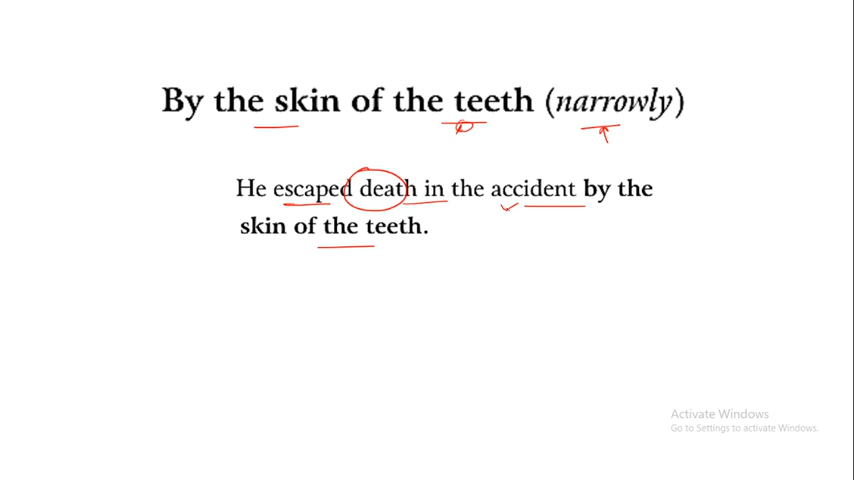 By the skin of the teeth (narrowly)
He escaped death in the accident by the
skin of the teeth.
Activate Windows
Go to Settings to activate Windows.